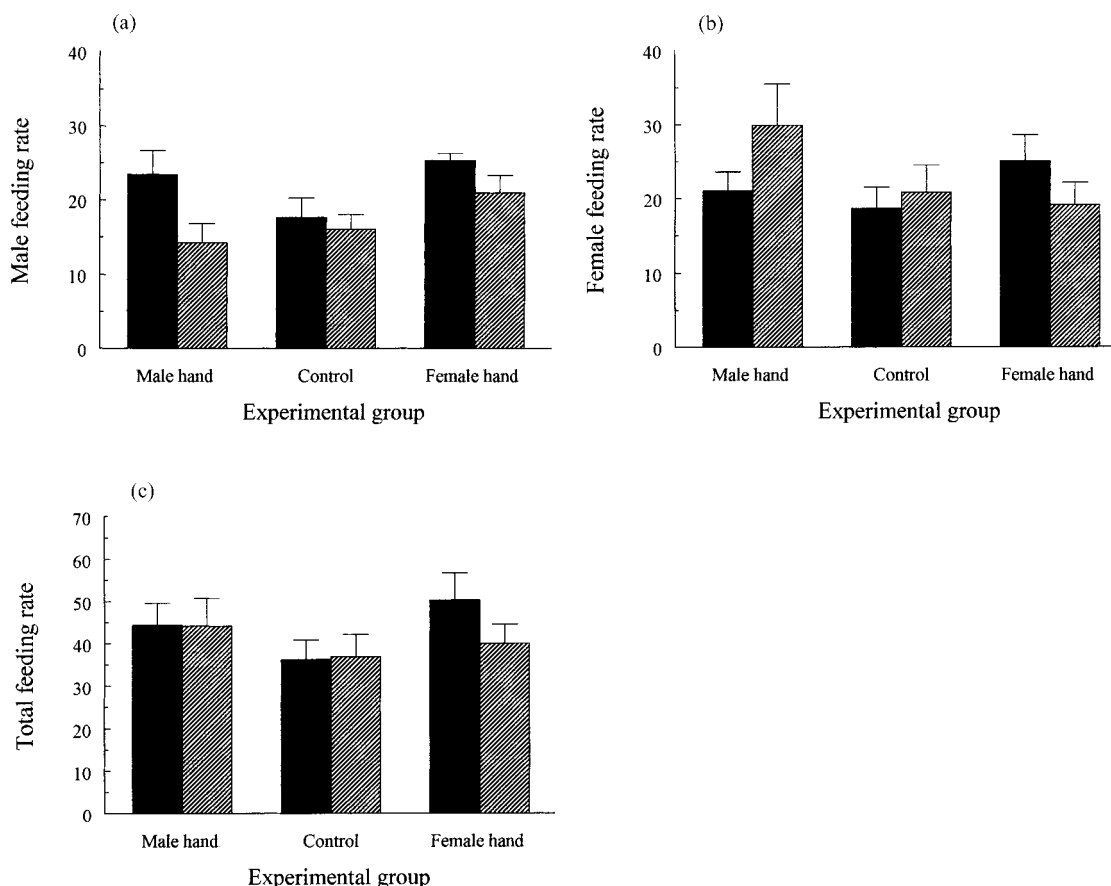 (a)
40
30
20
10
0
Male feeding rate
Male hand Control Female hand
Experimental group
(b)
40
30
20
10
0
Female feeding rate
Male hand Control Female hand
Experimental group
(c)
70
60
50
40
30
20
10
0
Total feeding rate
Male hand Control Female hand
Experimental group